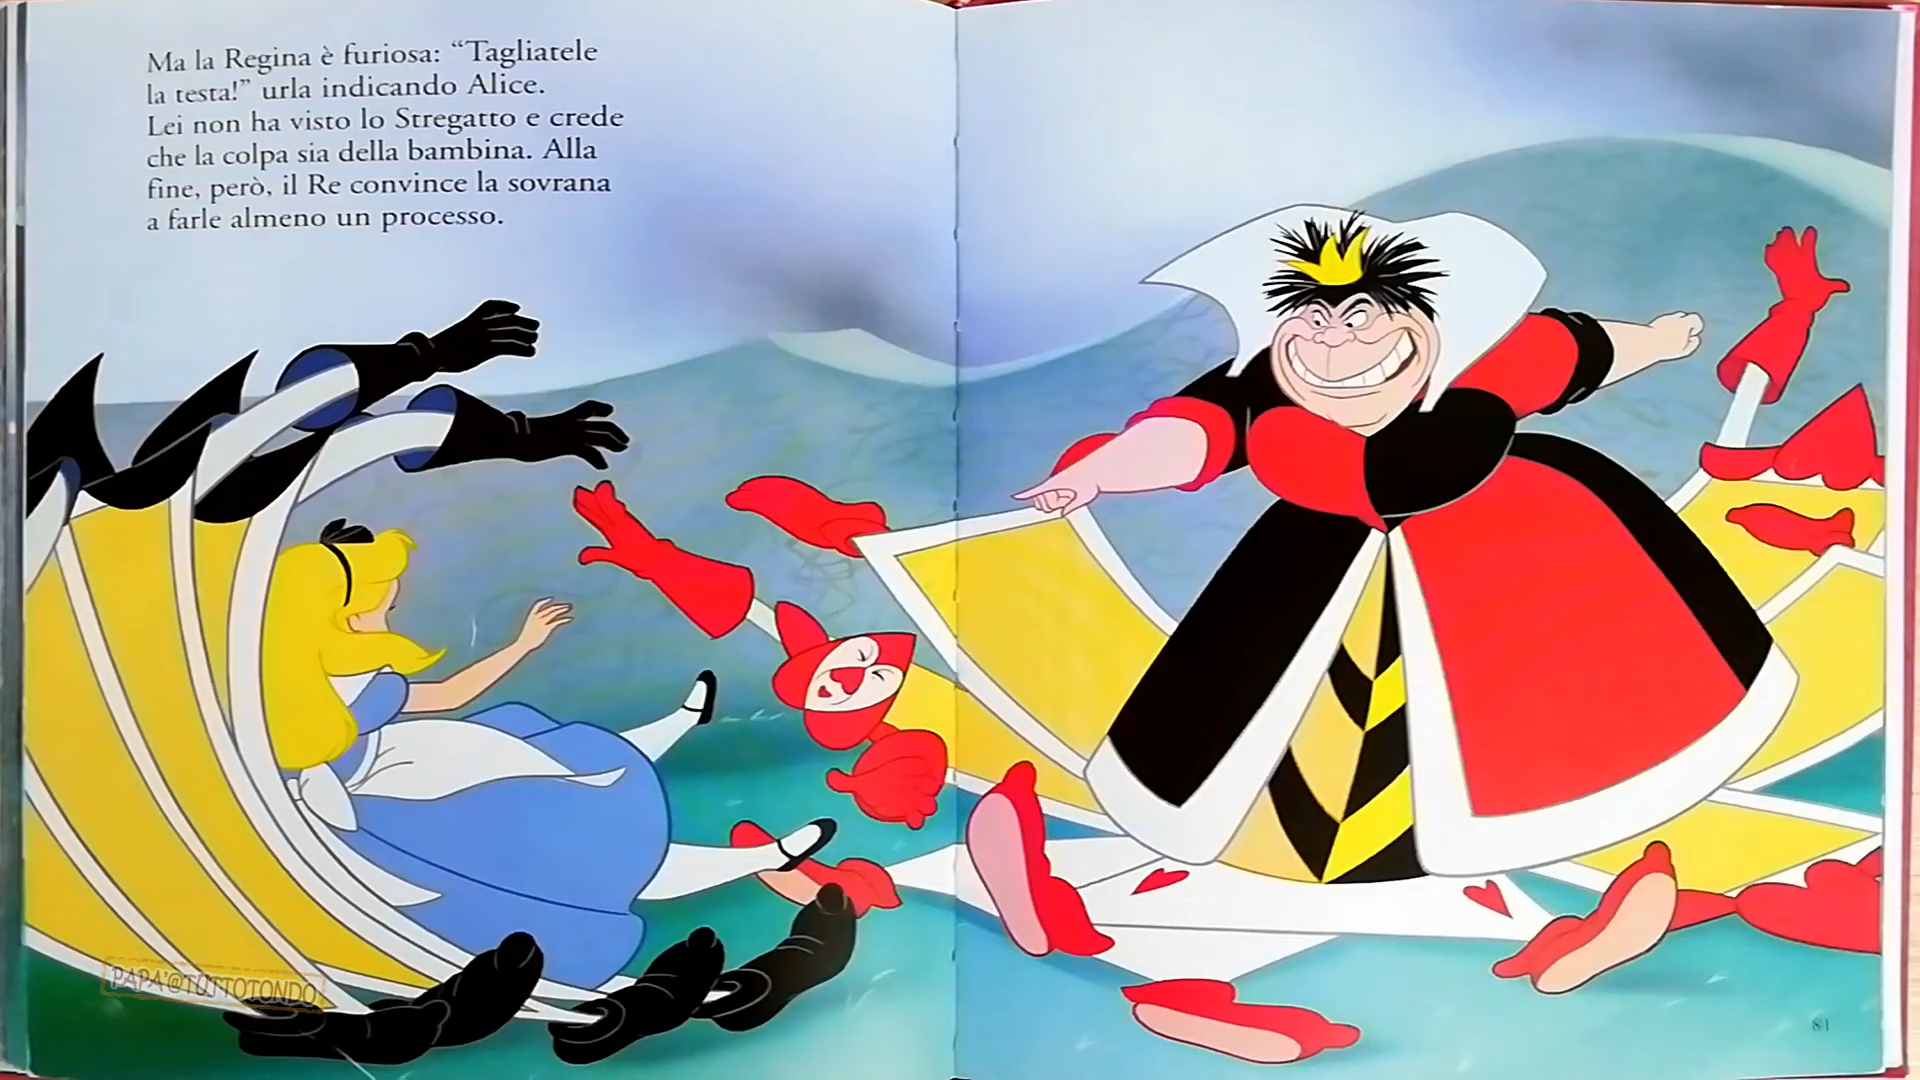 Ma la Regina è furiosa: “Tagliatele
la testa!” urla indicando Alice.
Lei non ha visto lo Stregatto e crede
che la colpa sia della bambina. Alla
fine, però, il Re convince la sovrana
a farle almeno un processo.
PAPA'@TUTTOTONDO
81